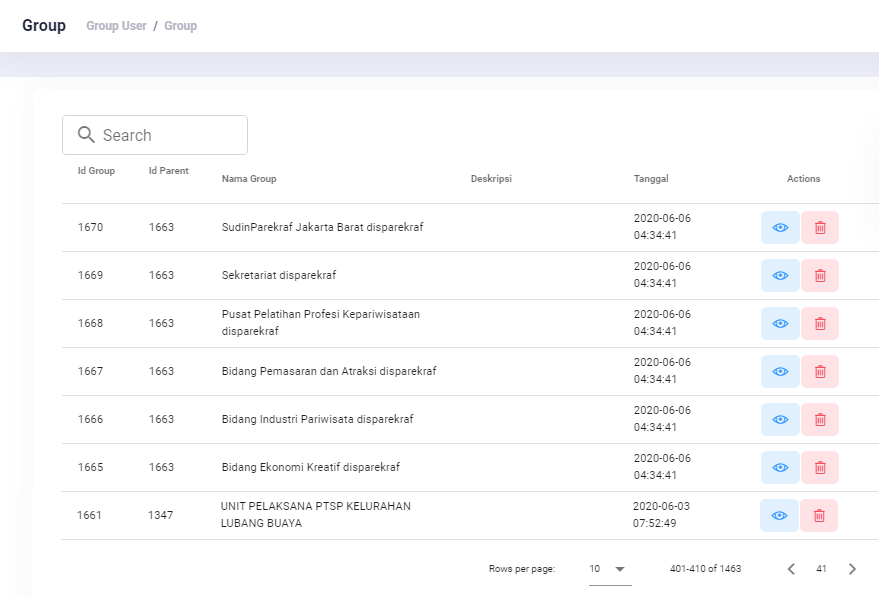 Group Group User / Group
Search
Id Group Id Parent Nama Group Deskripsi Tanggal Actions
1670 1663 SudinParekraf Jakarta Barat disparekraf 2020-06-06
04:34:41
1669 1663 Sekretariat disparekraf 2020-06-06
04:34:41
1668 1663 Pusat Pelatihan Profesi Kepariwisataan 2020-06-06
disparekraf 04:34:41
1667 1663 Bidang Pemasaran dan Atraksi disparekraf 2020-06-06
04:34:41
1666 1663 Bidang Industri Pariwisata disparekraf 2020-06-06
04:34:41
1665 1663 Bidang Ekonomi Kreatif disparekraf 2020-06-06
04:34:41
1661 1347 UNIT PELAKSANA PTSP KELURAHAN 2020-06-03
LUBANG BUAYA 07:52:49
Rows per page: 10 401-410 of 1463 41